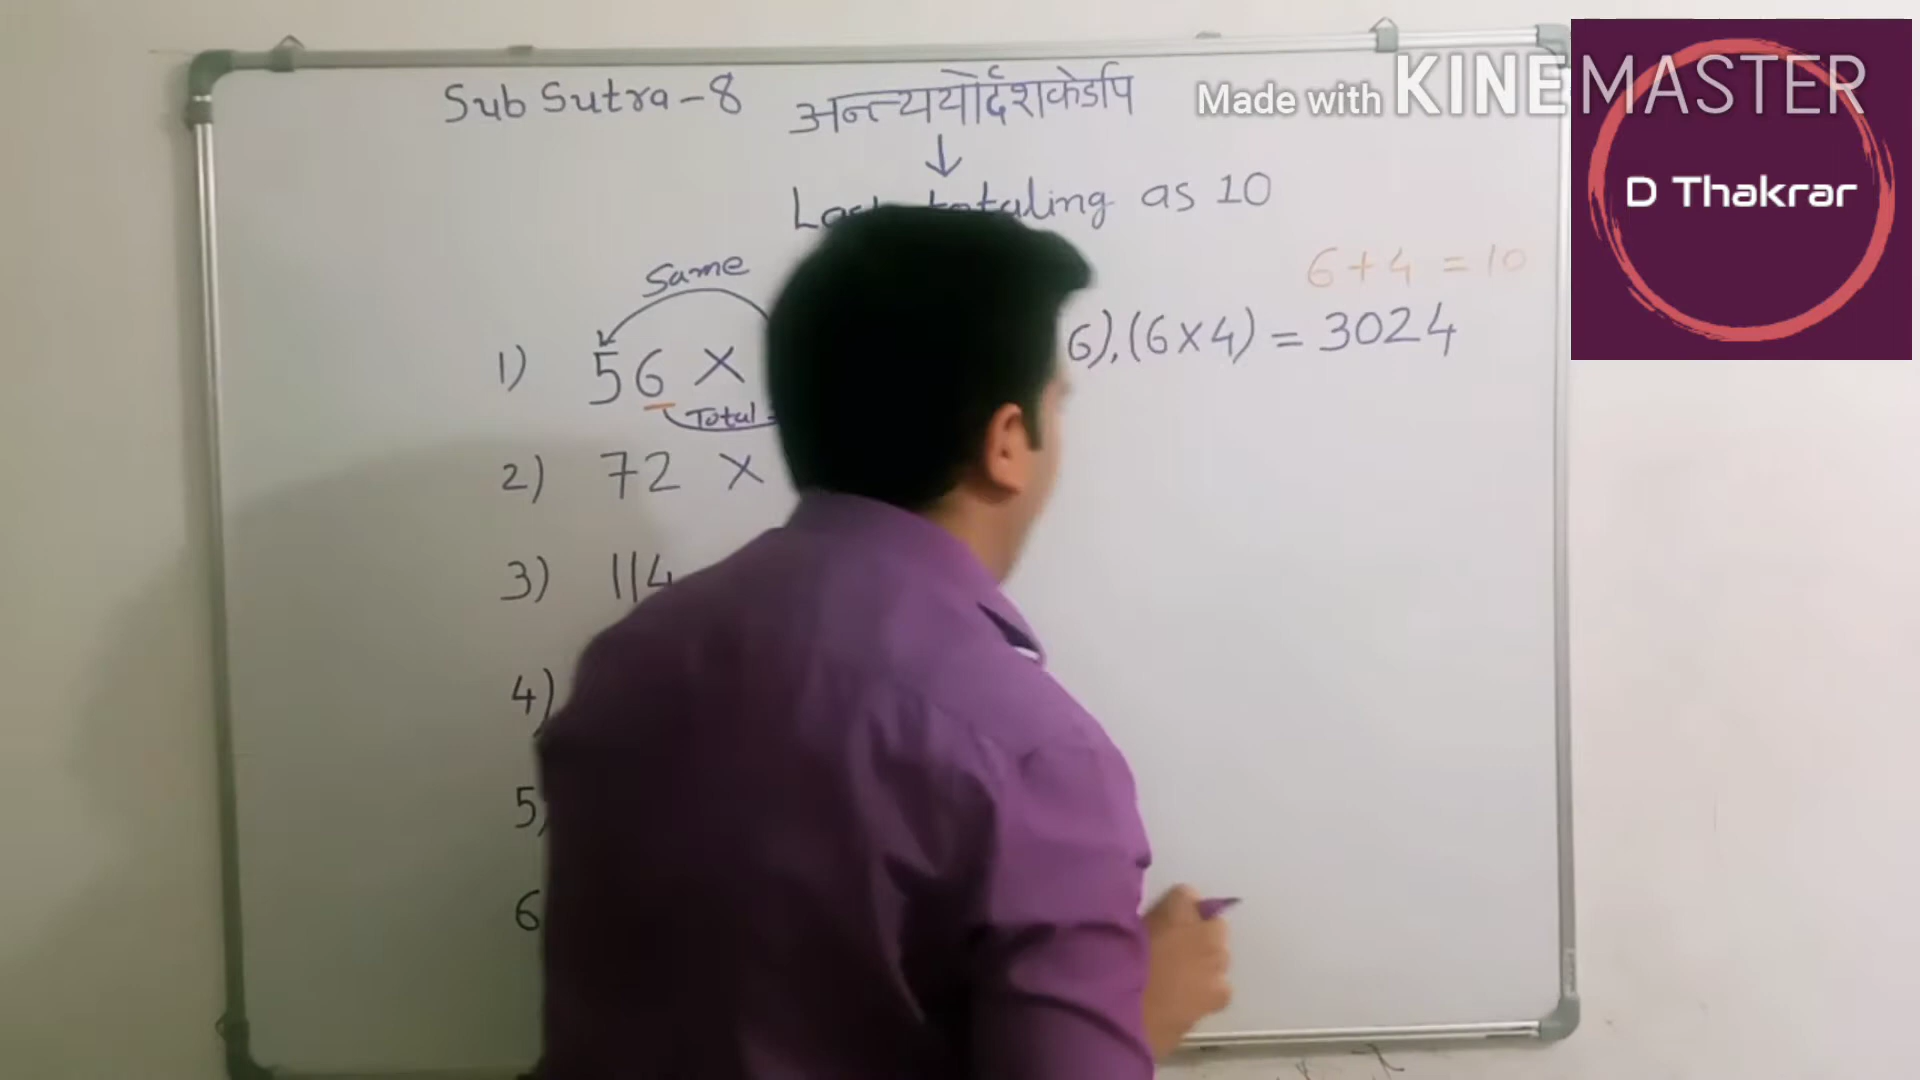 Sub Sutra-8 अन्त्ययोर्दशकेऽपि
Made with KINEMASTER
D Thakrar
↓
totaling as 10
Same
6+4 = 10
1) 56 × 6),(6×4) = 3024
Total =
2) 72 ×
3) 114
4)
5)
6